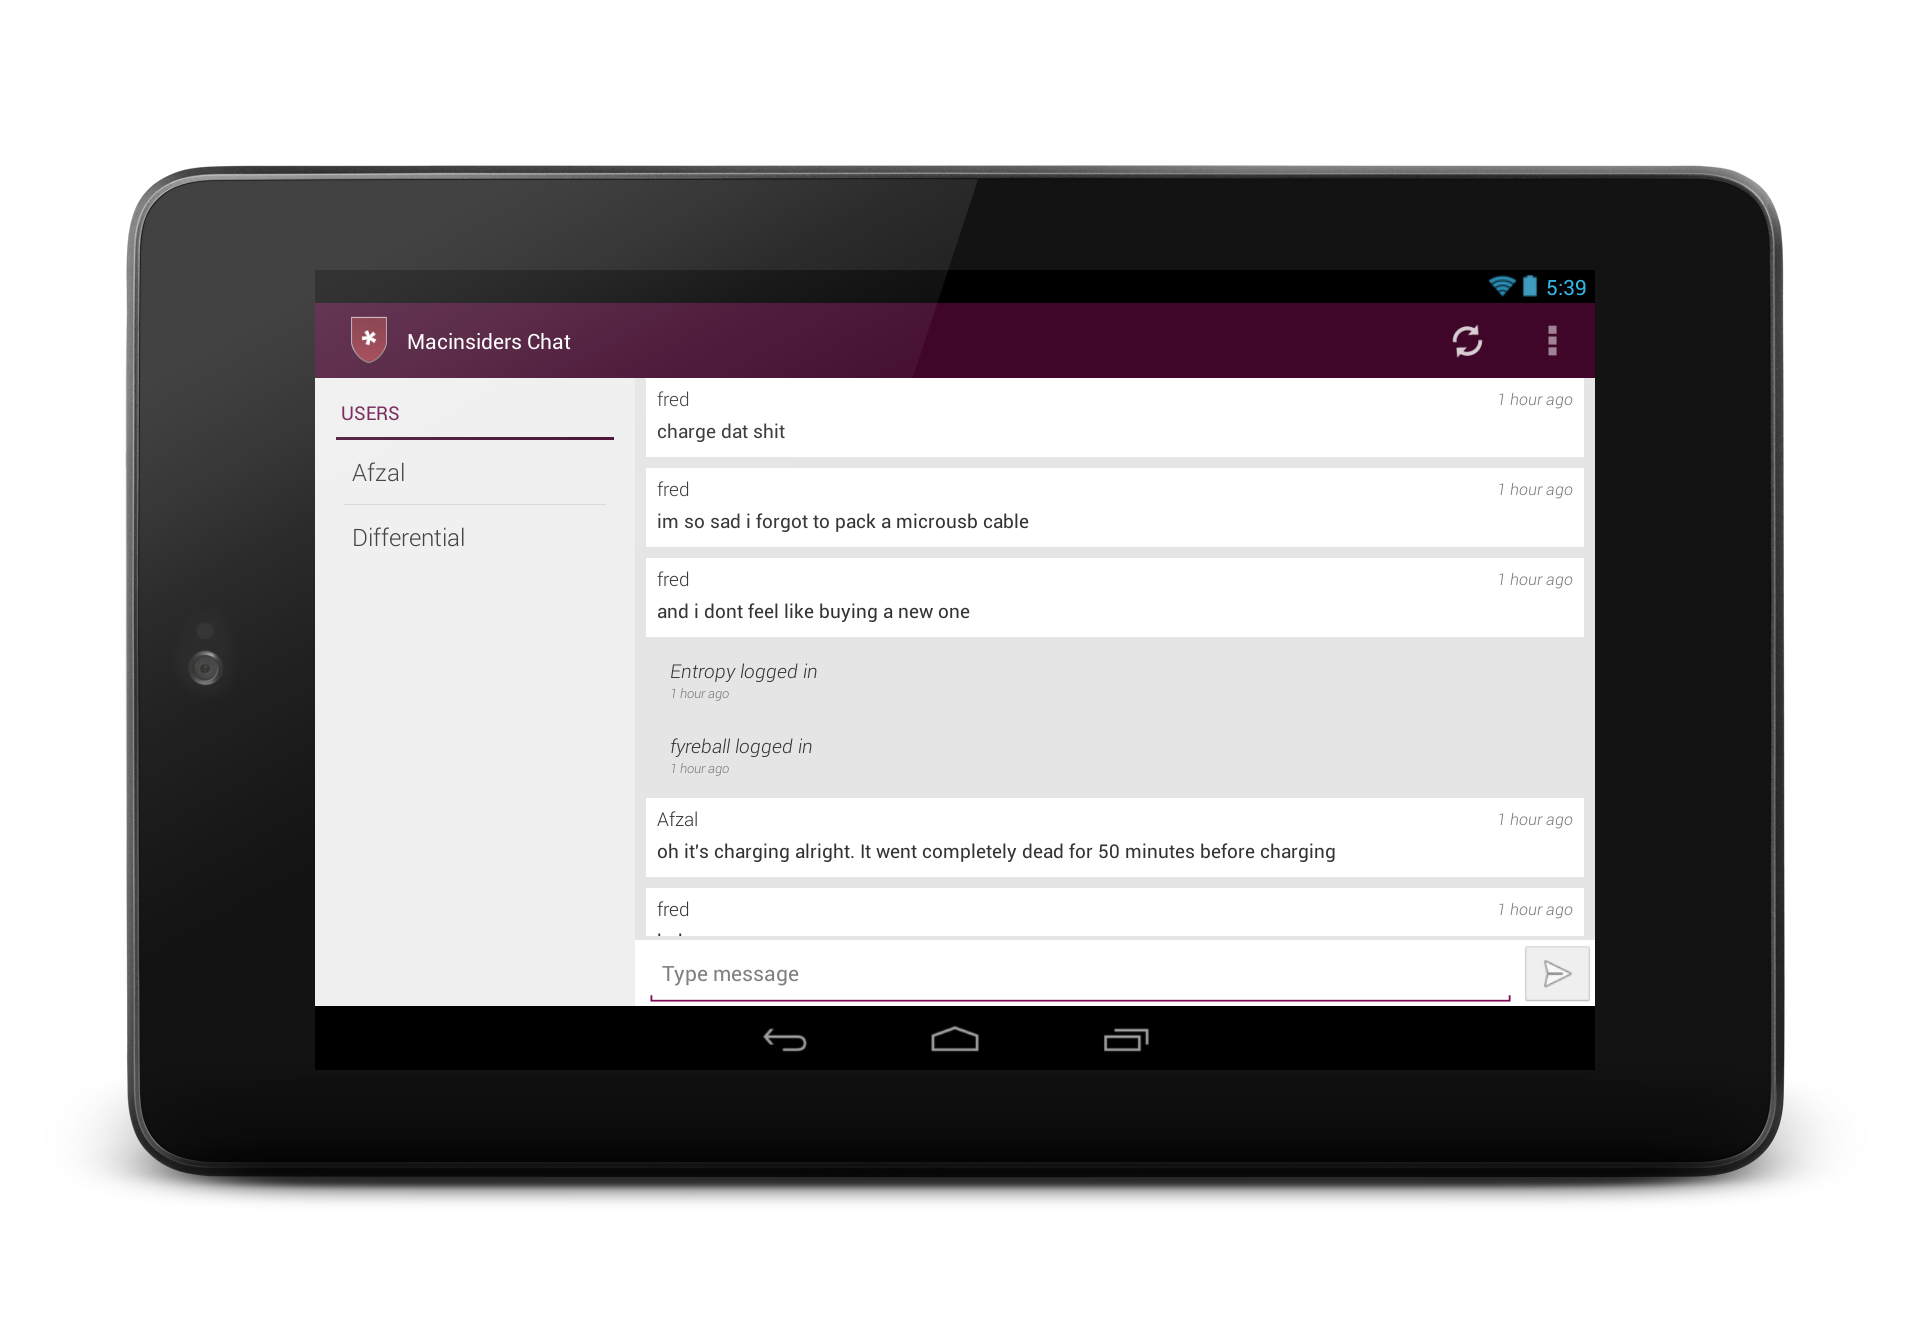 5:39
Macinsiders Chat
USERS
Afzal
Differential
fred 1 hour ago
charge dat shit
fred 1 hour ago
im so sad i forgot to pack a microusb cable
fred 1 hour ago
and i dont feel like buying a new one
Entropy logged in
1 hour ago
fyreball logged in
1 hour ago
Afzal 1 hour ago
oh it's charging alright. It went completely dead for 50 minutes before charging
fred 1 hour ago
Type message